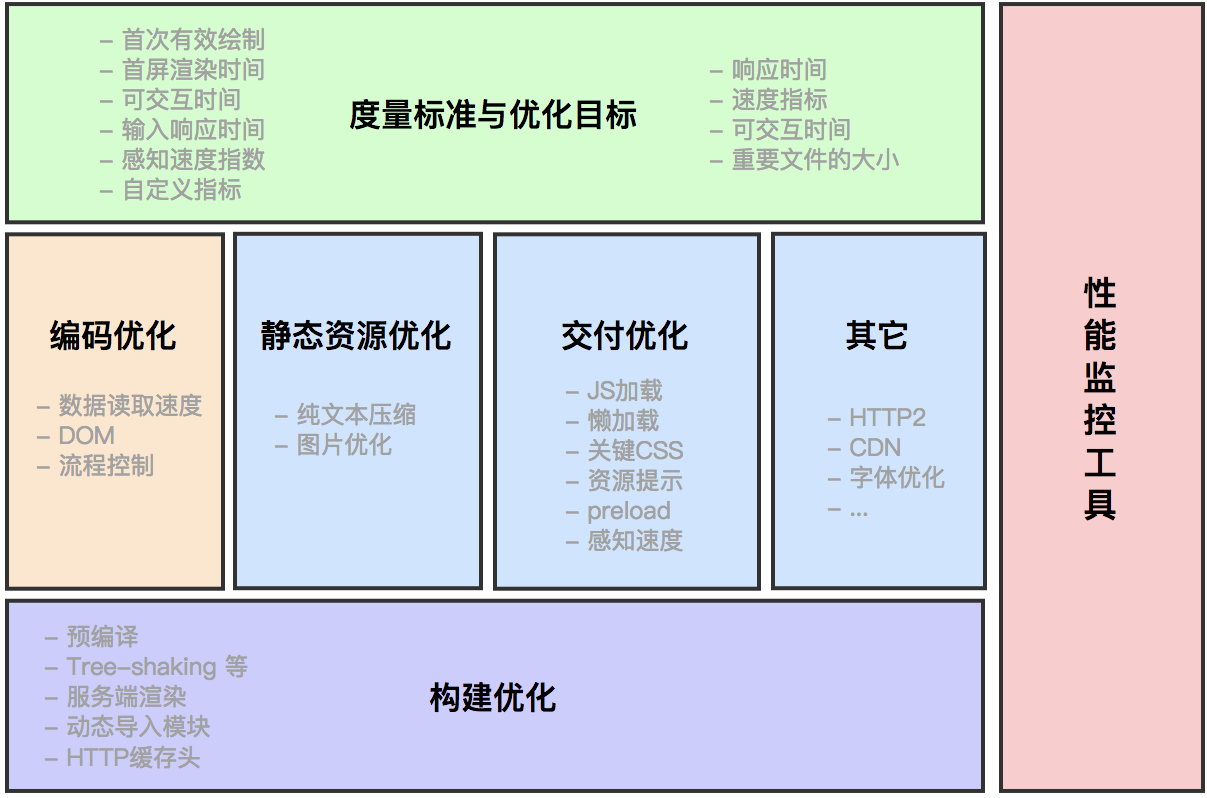 – 首次有效绘制
– 首屏渲染时间
– 可交互时间
– 输入响应时间
– 感知速度指数
– 自定义指标
度量标准与优化目标
– 响应时间
– 速度指标
– 可交互时间
– 重要文件的大小
编码优化
– 数据读取速度
– DOM
– 流程控制
静态资源优化
– 纯文本压缩
– 图片优化
交付优化
– JS加载
– 懒加载
– 关键CSS
– 资源提示
– preload
– 感知速度
其它
– HTTP2
– CDN
– 字体优化
– ...
– 预编译
– Tree–shaking 等
– 服务端渲染
– 动态导入模块
– HTTP缓存头
构建优化
性能监控工具